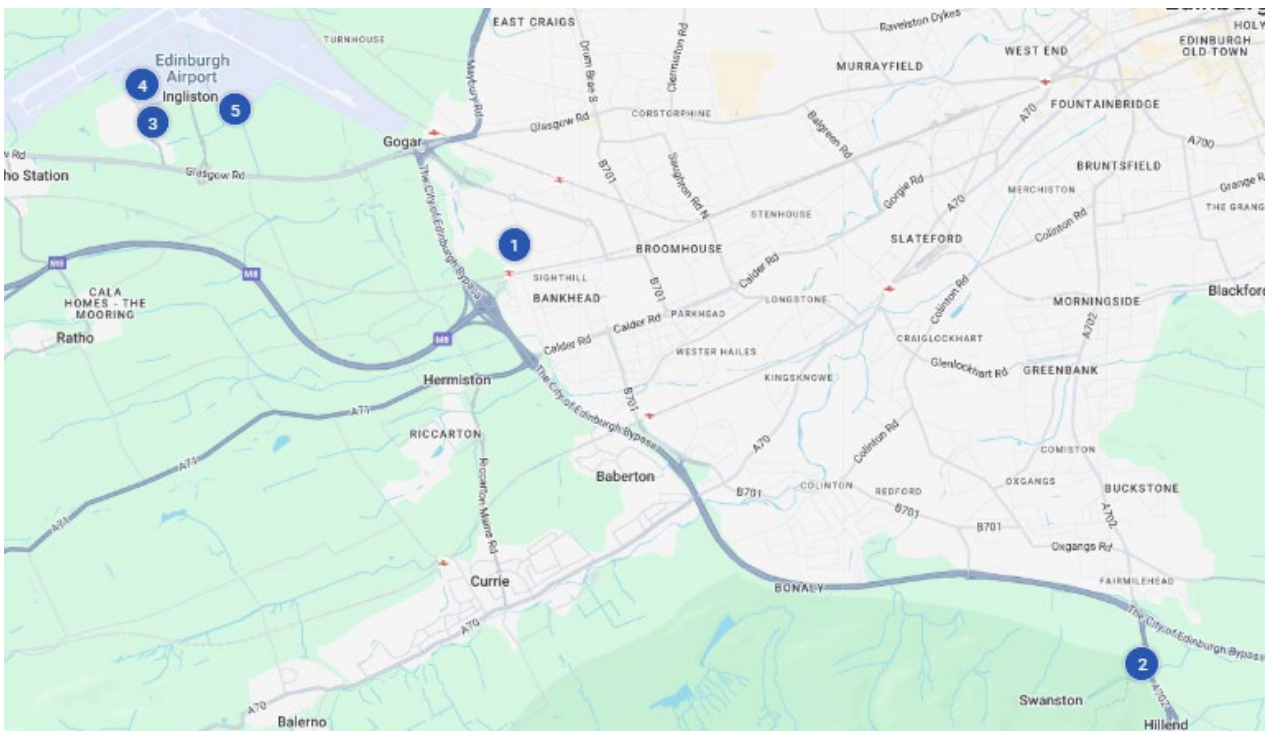 EAST CRAIGS
Ravelston Dykes
HOLY
TURNHOUSE
Drum Brae S
Clermiston Rd
WEST END
EDINBURGH
OLD TOWN
Edinburgh
Airport
MURRAYFIELD
Maybury Rd
4
Ingliston
5
3
FOUNTAINBRIDGE
A70
CORSTORPHINE
Glasgow Rd
Balgreen Rd
Gogar
A700
ho Station
Glasgow Rd
B701
BRUNTSFIELD
Saughton Rd N
Gorgie Rd
MERCHISTON
Grange R
The City of Edinburgh Bypass
A70
THE GRANG
STENHOUSE
Colinton Rd
1
BROOMHOUSE
SLATEFORD
M8
M8
SIGHTHILL
Calder Rd
CALA
HOMES - THE
MOORING
BANKHEAD
B701
LONGSTONE
Colinton Rd
MORNINGSIDE
Blackford
PARKHEAD
Calder Rd
A702
Ratho
M8
Calder Rd
WESTER HAILES
CRAIGLOCKHART
Glenlockhart Rd
GREENBANK
Hermiston
KINGSKNOWE
The City of Edinburgh Bypass
B701
A71
RICCARTON
A70
Colinton Rd
COMISTON
A71
Riccarton Mains Rd
Baberton
B701
COLINTON
REDFORD
OXGANGS
BUCKSTONE
B701
B701
A702
A71
Oxgangs Rd
Currie
BONALY
FAIRMILEHEAD
The City of Edinburgh Bypass
A70
2
A702
Swanston
A70
Balerno
Hillend